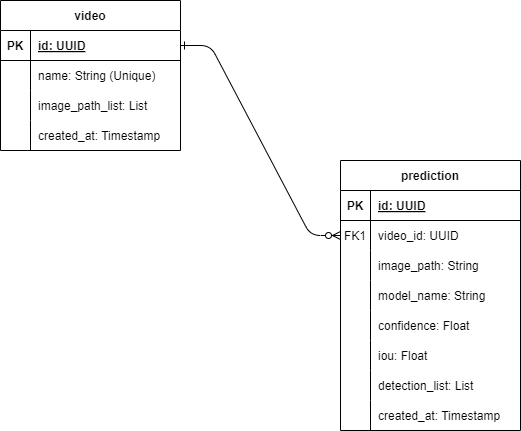 video
PK id: UUID
name: String (Unique)
image_path_list: List
created_at: Timestamp
prediction
PK id: UUID
FK1 video_id: UUID
image_path: String
model_name: String
confidence: Float
iou: Float
detection_list: List
created_at: Timestamp